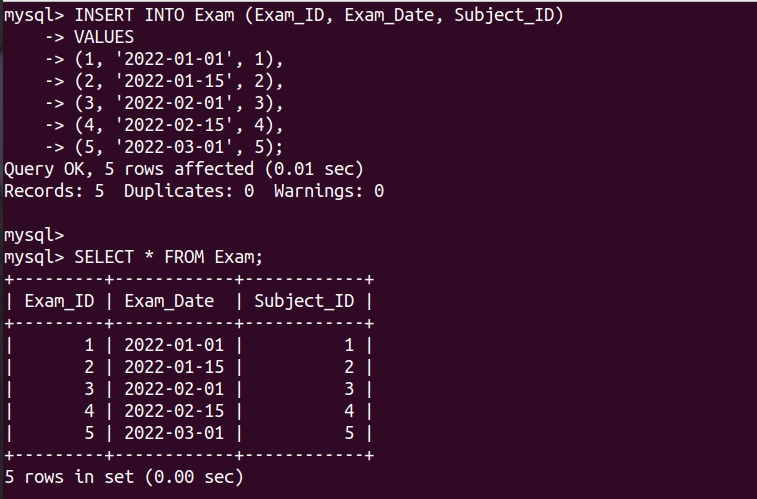 mysql> INSERT INTO Exam (Exam_ID, Exam_Date, Subject_ID)
    -> VALUES
    -> (1, '2022-01-01', 1),
    -> (2, '2022-01-15', 2),
    -> (3, '2022-02-01', 3),
    -> (4, '2022-02-15', 4),
    -> (5, '2022-03-01', 5);
Query OK, 5 rows affected (0.01 sec)
Records: 5  Duplicates: 0  Warnings: 0

mysql>
mysql> SELECT * FROM Exam;
+---------+------------+------------+
| Exam_ID | Exam_Date  | Subject_ID |
+---------+------------+------------+
|       1 | 2022-01-01 |          1 |
|       2 | 2022-01-15 |          2 |
|       3 | 2022-02-01 |          3 |
|       4 | 2022-02-15 |          4 |
|       5 | 2022-03-01 |          5 |
+---------+------------+------------+
5 rows in set (0.00 sec)